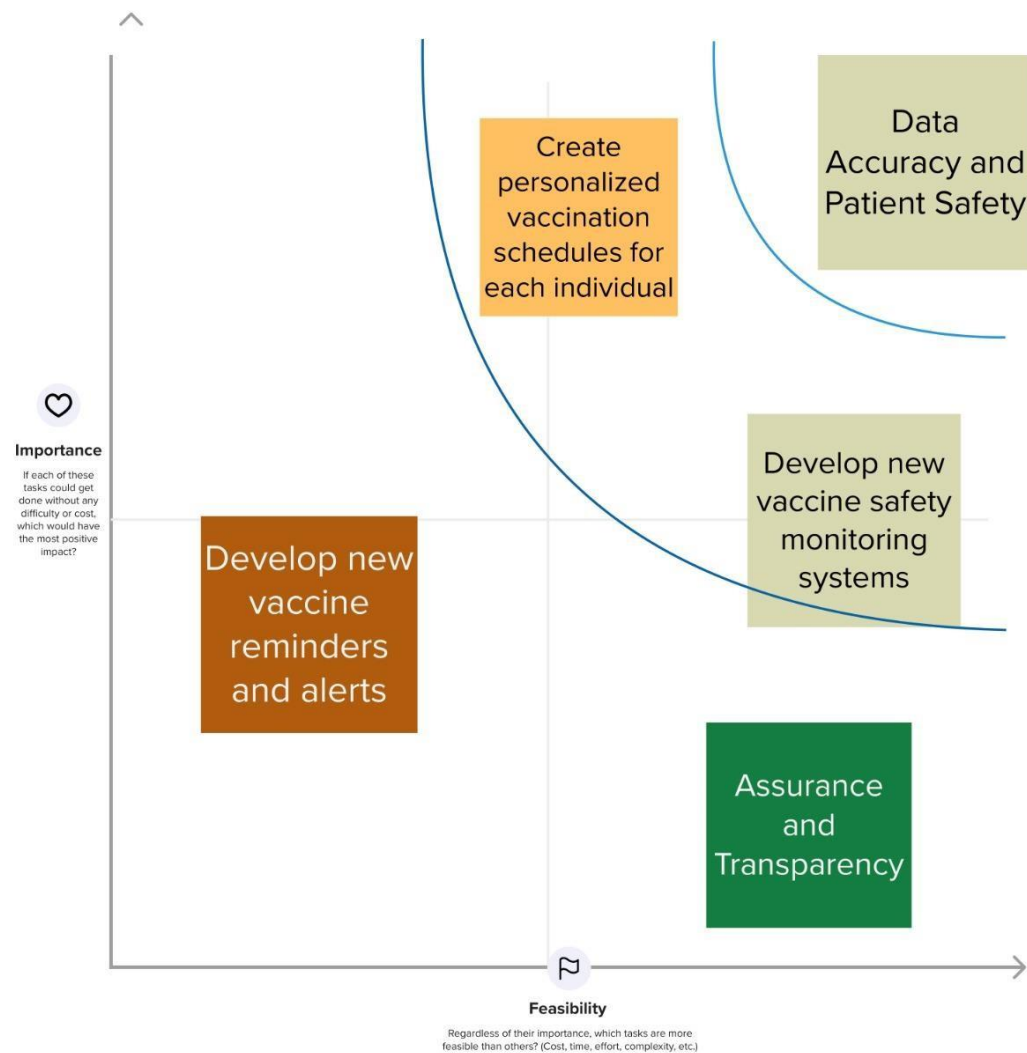 Create
personalized
vaccination
schedules for
each individual
Data
Accuracy and
Patient Safety
Importance
If each of these
tasks could get
done without any
difficulty or cost,
which would have
the most positive
impact?
Develop new
vaccine safety
monitoring
systems
Develop new
vaccine
reminders
and alerts
Assurance
and
Transparency
Feasibility
Regardless of their importance, which tasks are more
feasible than others? (Cost, time, effort, complexity, etc.)